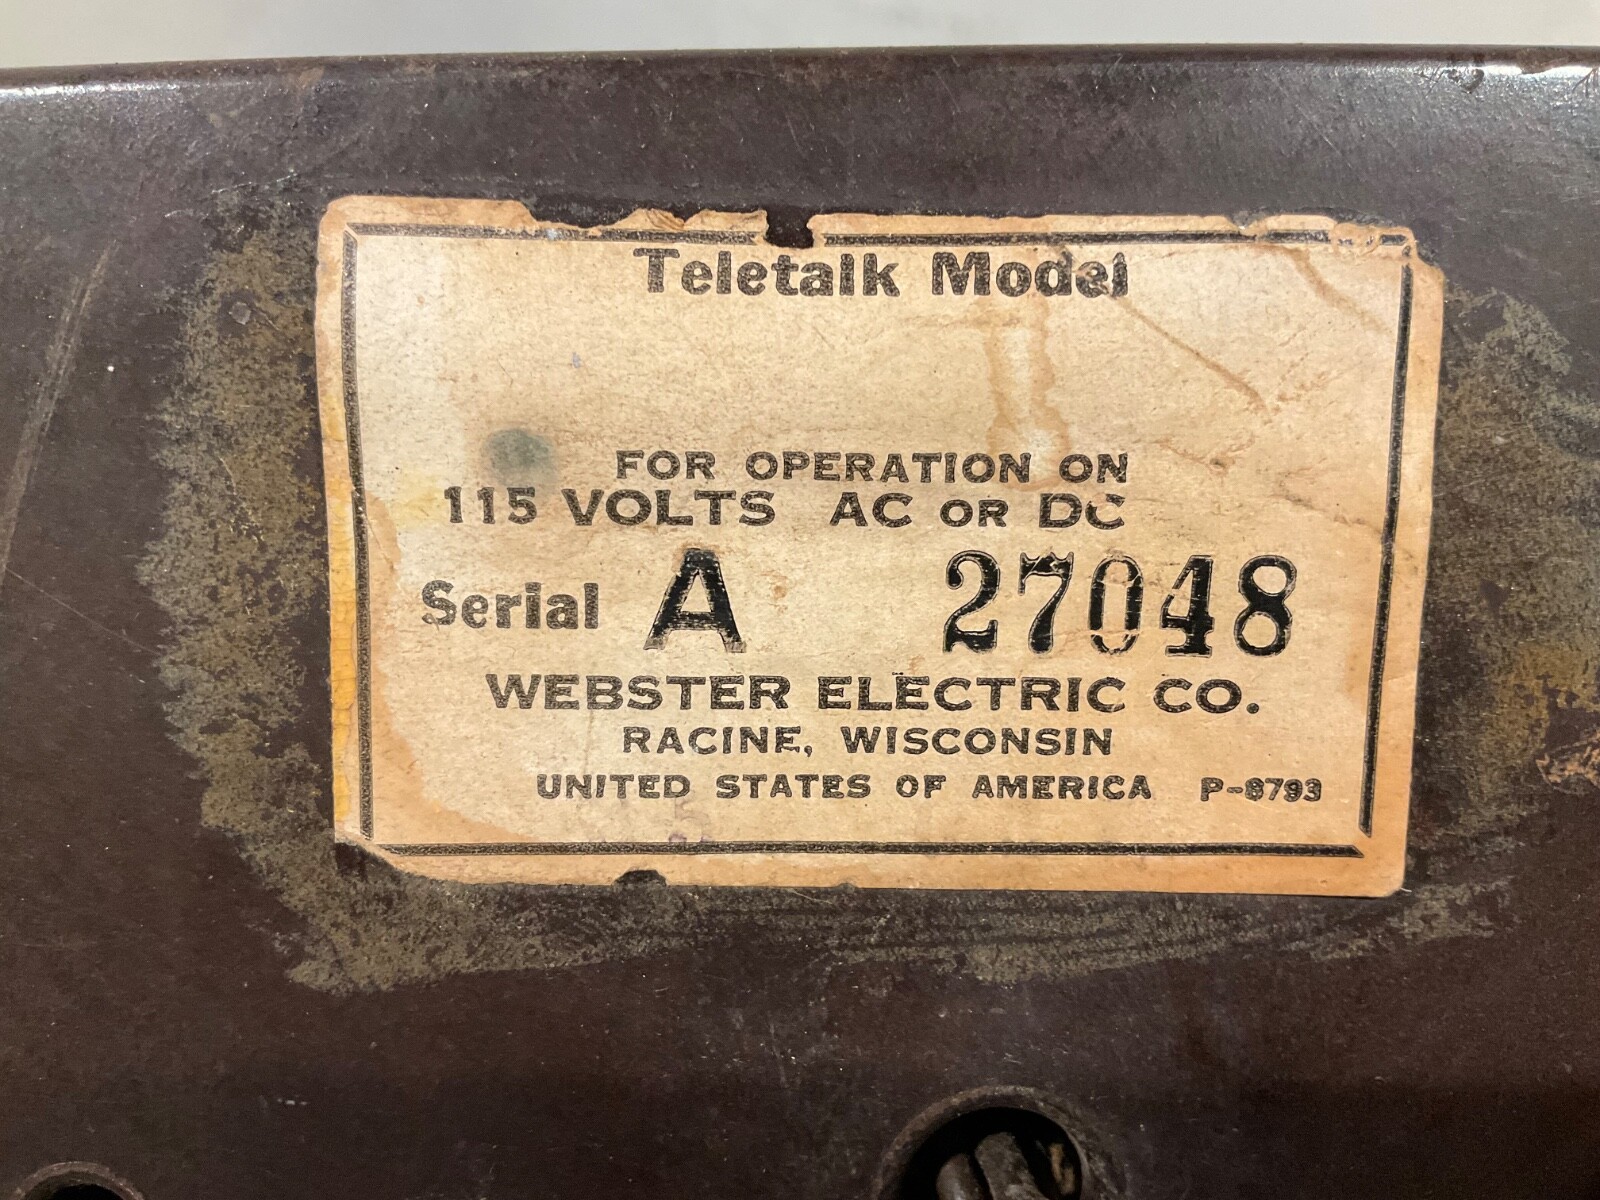 Teletalk Model
FOR OPERATION ON
115 VOLTS AC OR DC
Serial A 27048
WEBSTER ELECTRIC CO.
RACINE, WISCONSIN
UNITED STATES OF AMERICA P-9793